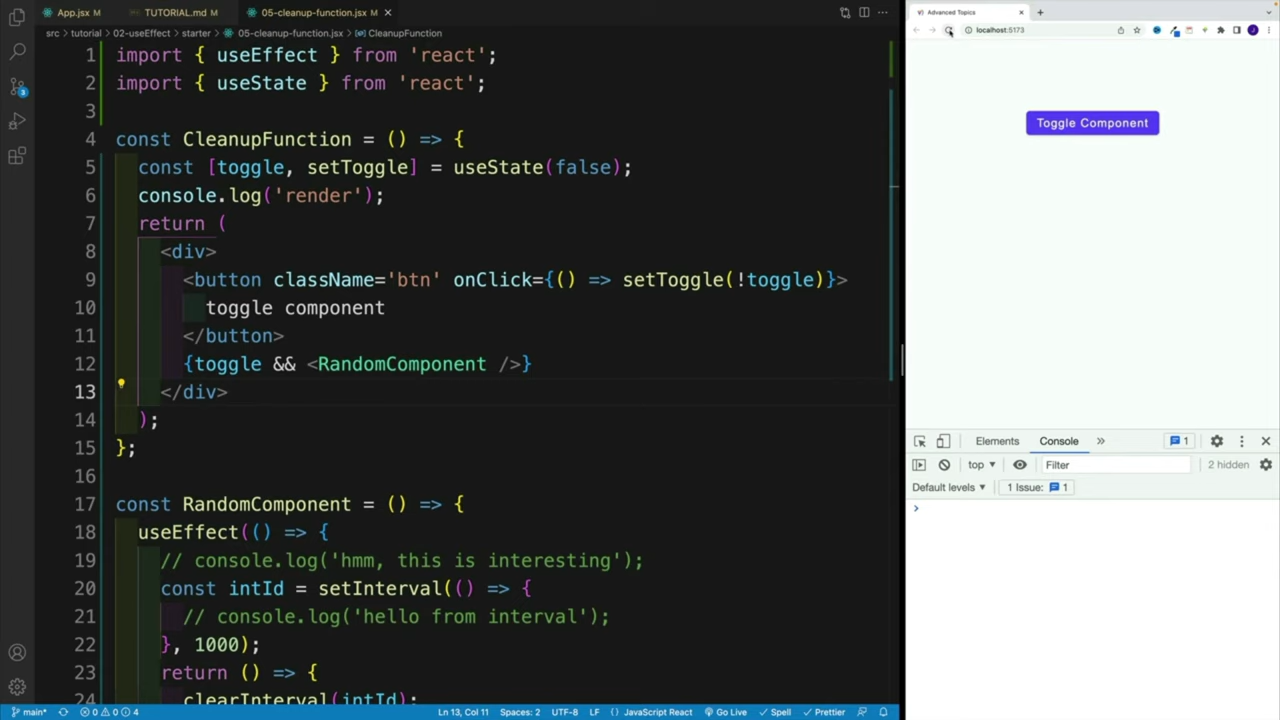 App.jsx M
TUTORIAL.md M
05-cleanup-function.jsx M
src > tutorial > 02-useEffect > starter > 05-cleanup-function.jsx > CleanupFunction
1 import { useEffect } from 'react';
2 import { useState } from 'react';
3
4 const CleanupFunction = () => {
5 const [toggle, setToggle] = useState(false);
6 console.log('render');
7 return (
8 <div>
9 <button className='btn' onClick={() => setToggle(!toggle)}>
10 toggle component
11 </button>
12 {toggle && <RandomComponent />}
13 </div>
14 );
15 };
16
17 const RandomComponent = () => {
18 useEffect(() => {
19 // console.log('hmm, this is interesting');
20 const intId = setInterval(() => {
21 // console.log('hello from interval');
22 }, 1000);
23 return () => {
24 clearInterval(intId);
3
main* 0 0 4
Ln 13, Col 11 Spaces: 2 UTF-8 LF {} JavaScript React Go Live Spell Prettier
Advanced Topics
localhost:5173
J
Toggle Component
Elements Console » 1
top Filter 2 hidden
Default levels 1 Issue: 1
>